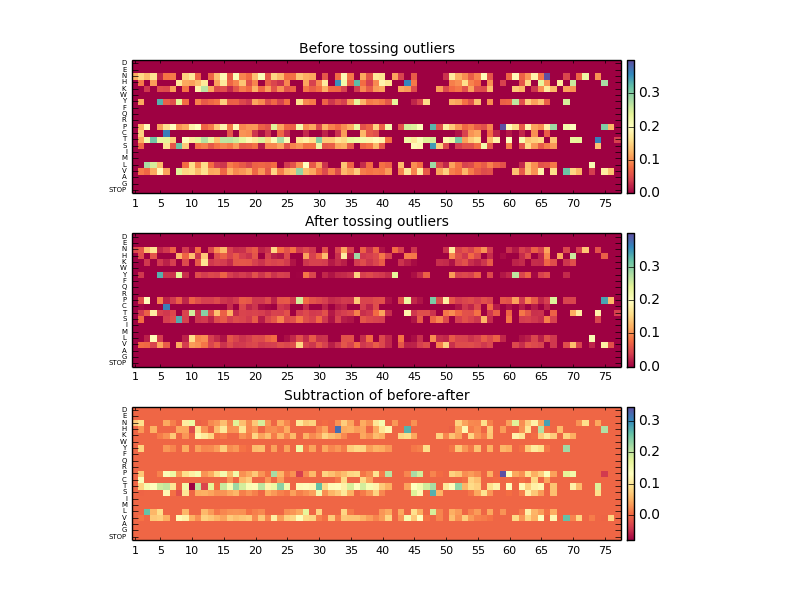 Before tossing outliers
D
E
N
H
K
W
Y
F
Q
R
P
C
T
S
I
M
L
V
A
G
STOP
1 5 10 15 20 25 30 35 40 45 50 55 60 65 70 75
0.3
0.2
0.1
0.0
After tossing outliers
D
E
N
H
K
W
Y
F
Q
R
P
C
T
S
I
M
L
V
A
G
STOP
1 5 10 15 20 25 30 35 40 45 50 55 60 65 70 75
0.3
0.2
0.1
0.0
Subtraction of before-after
D
E
N
H
K
W
Y
F
Q
R
P
C
T
S
I
M
L
V
A
G
STOP
1 5 10 15 20 25 30 35 40 45 50 55 60 65 70 75
0.3
0.2
0.1
0.0